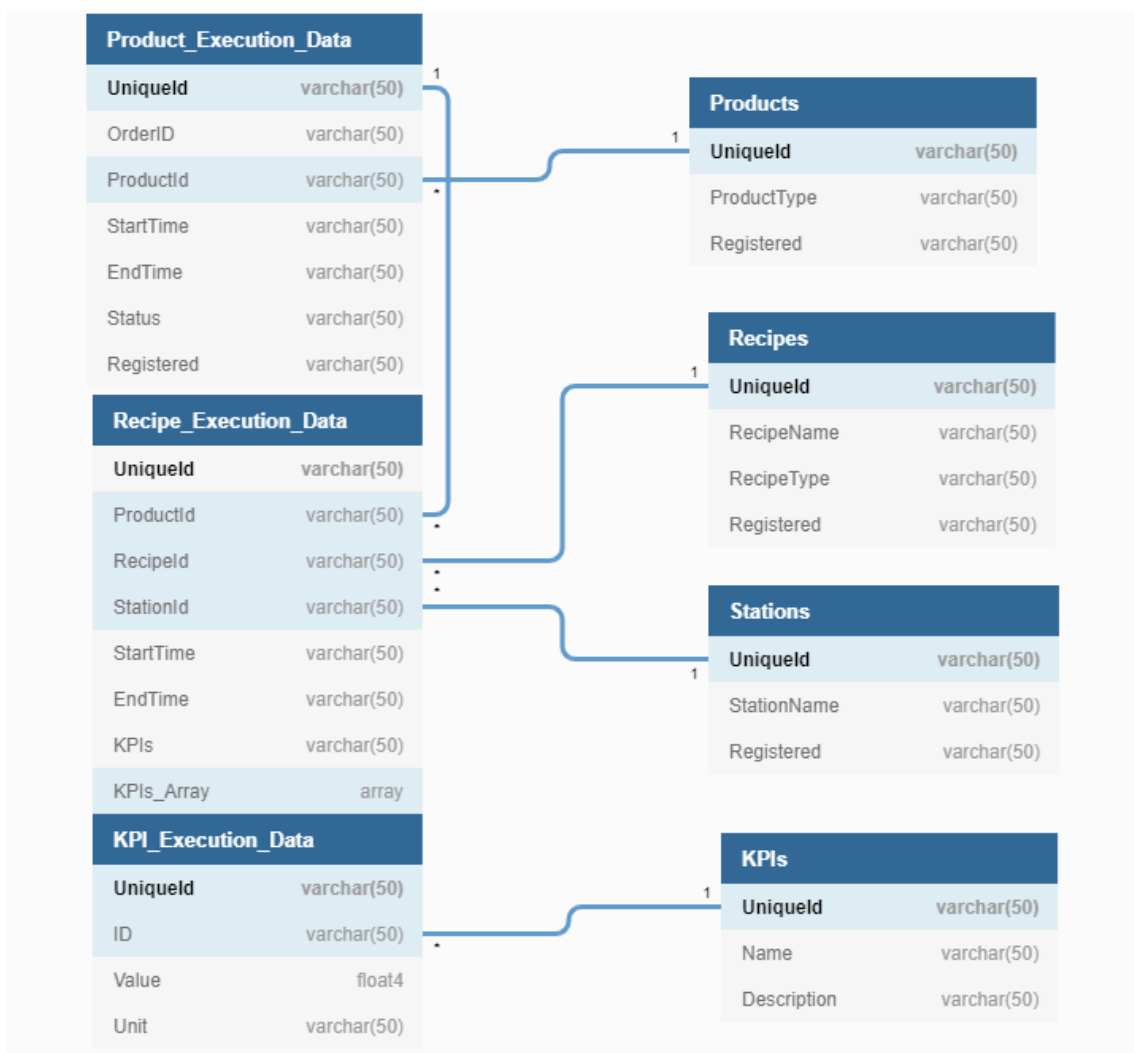 Product_Execution_Data
UniqueId varchar(50)
OrderID varchar(50)
ProductId varchar(50)
StartTime varchar(50)
EndTime varchar(50)
Status varchar(50)
Registered varchar(50)
1
*
Products
1
UniqueId varchar(50)
ProductType varchar(50)
Registered varchar(50)
Recipe_Execution_Data
UniqueId varchar(50)
ProductId varchar(50)
*
RecipeId varchar(50)
*
*
StationId varchar(50)
StartTime varchar(50)
EndTime varchar(50)
KPIs varchar(50)
KPIs_Array array
Recipes
1
UniqueId varchar(50)
RecipeName varchar(50)
RecipeType varchar(50)
Registered varchar(50)
Stations
UniqueId varchar(50)
1
StationName varchar(50)
Registered varchar(50)
KPI_Execution_Data
UniqueId varchar(50)
ID varchar(50)
*
Value float4
Unit varchar(50)
KPIs
1
UniqueId varchar(50)
Name varchar(50)
Description varchar(50)